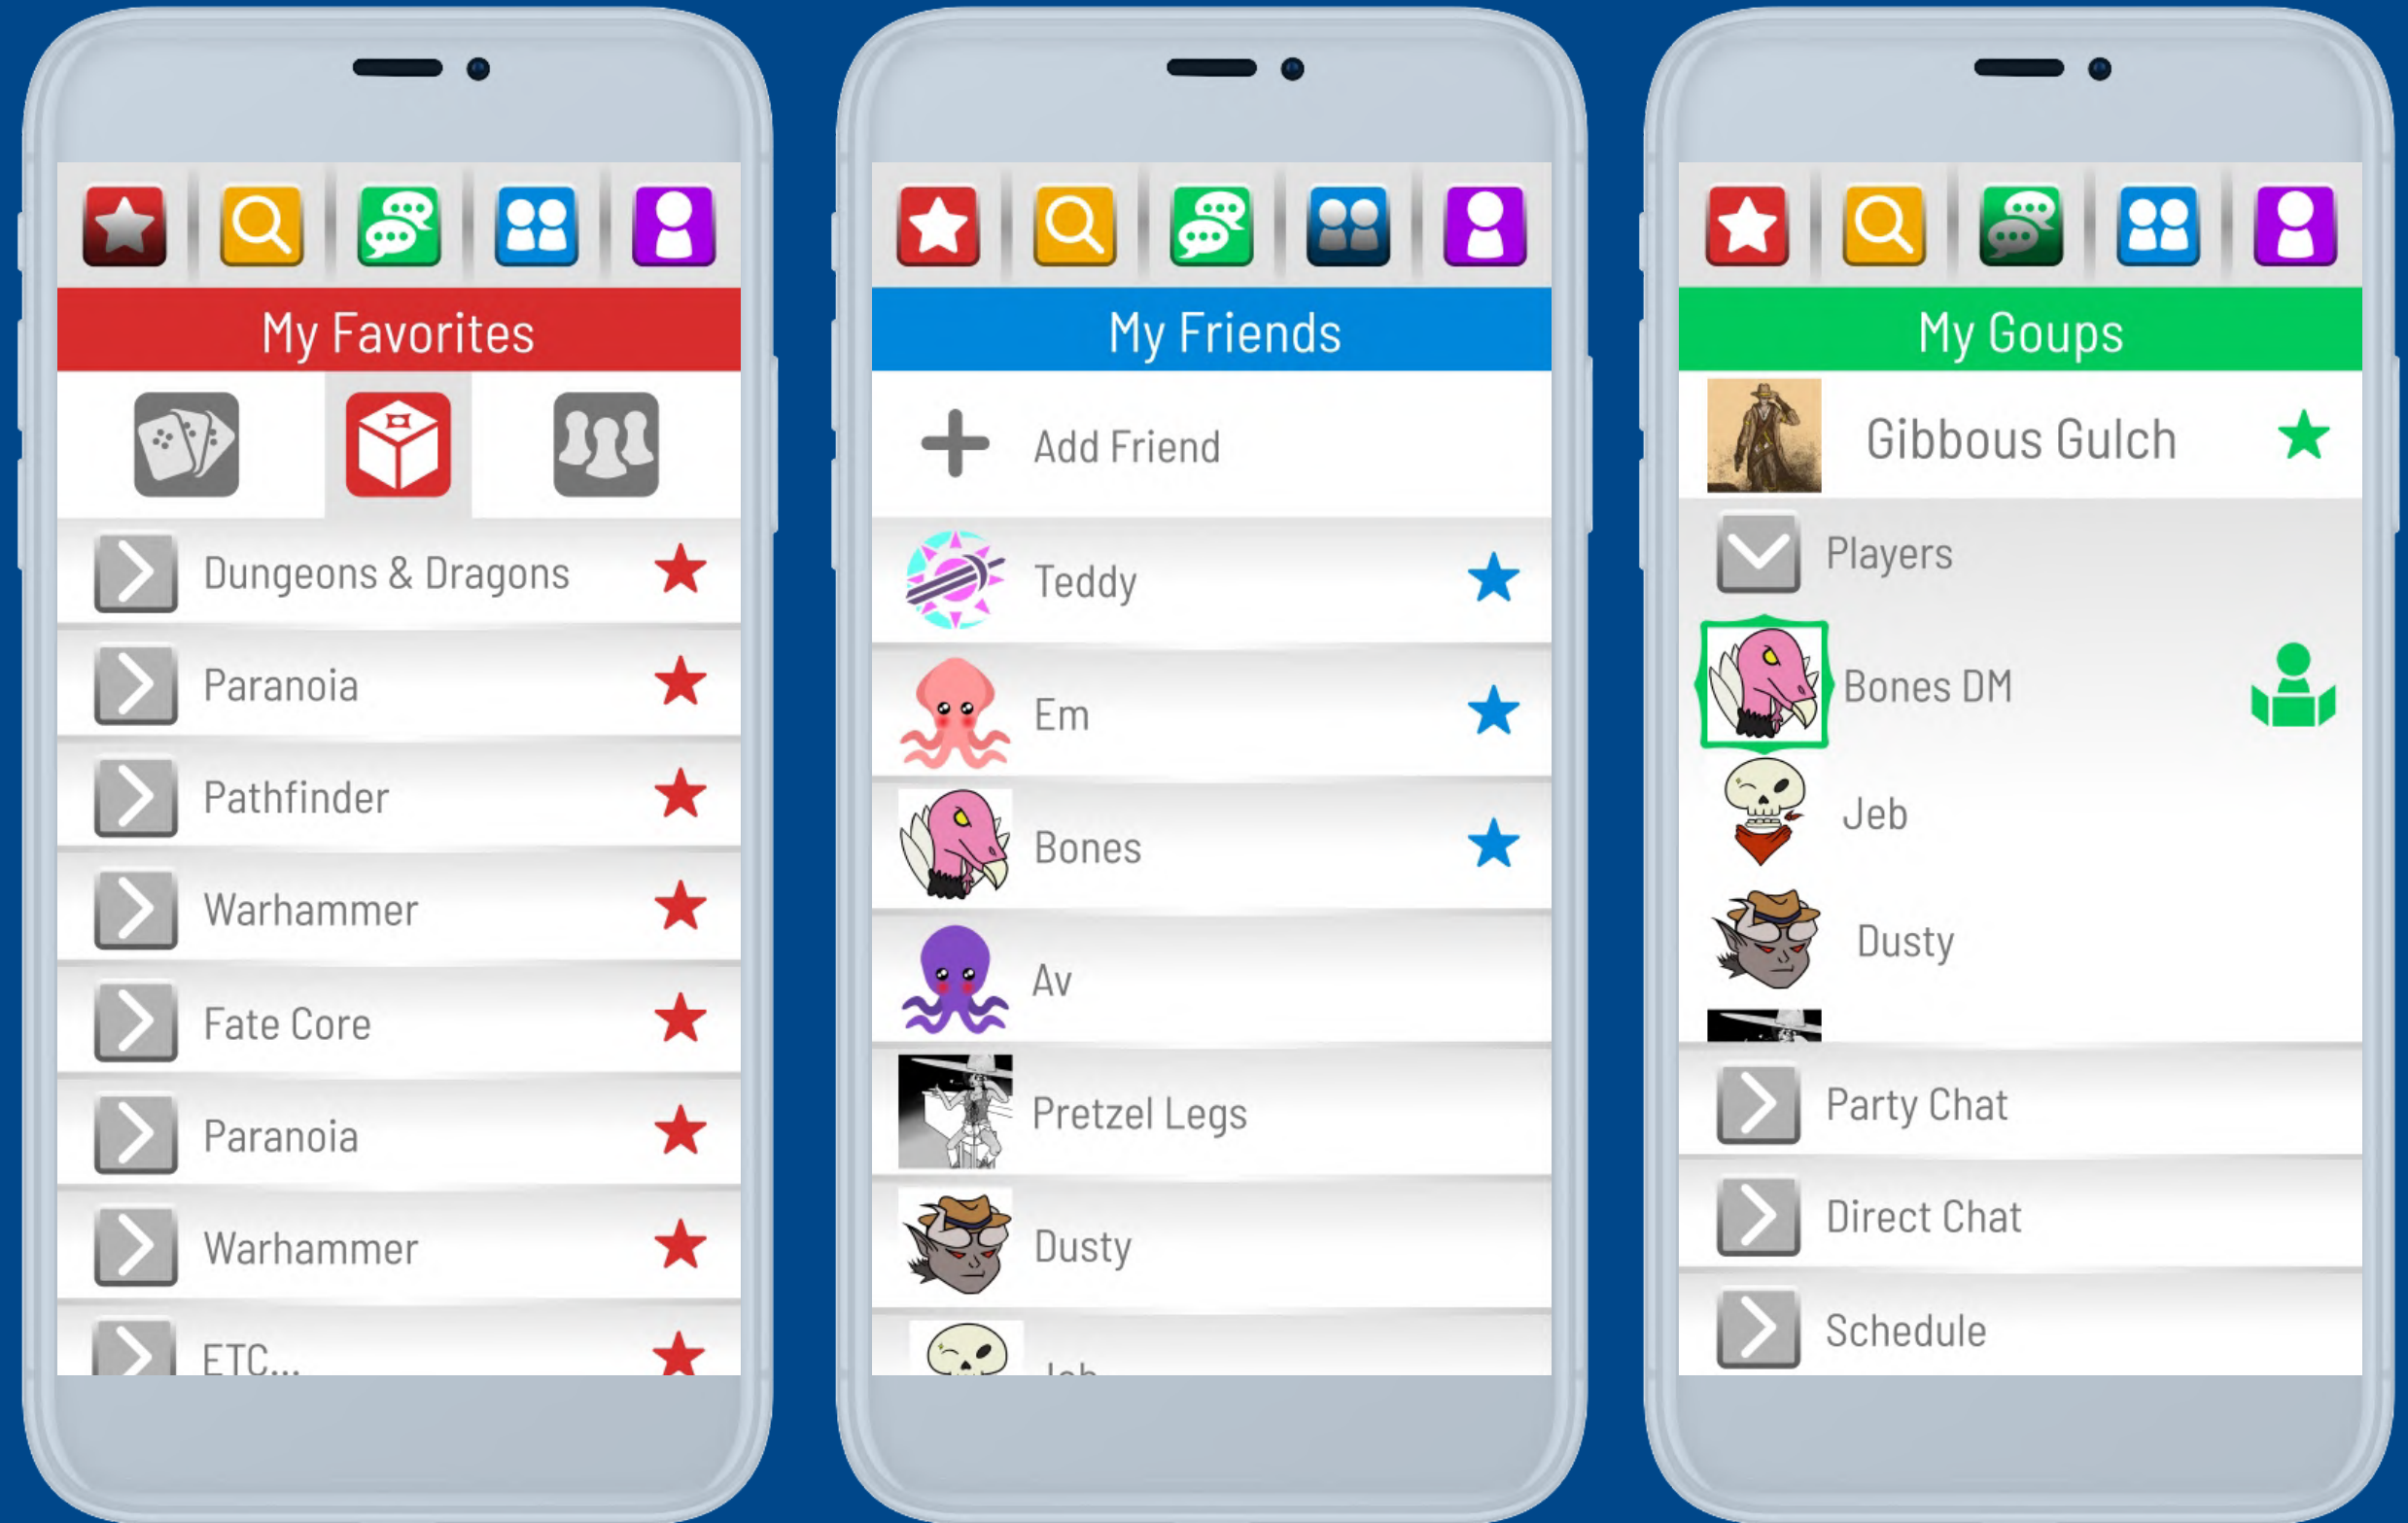 My Favorites
Dungeons & Dragons
Paranoia
Pathfinder
Warhammer
Fate Core
Paranoia
Warhammer
ETC...
My Friends
Add Friend
Teddy
Em
Bones
Av
Pretzel Legs
Dusty
Jeb
My Goups
Gibbous Gulch
Players
Bones DM
Jeb
Dusty
Party Chat
Direct Chat
Schedule